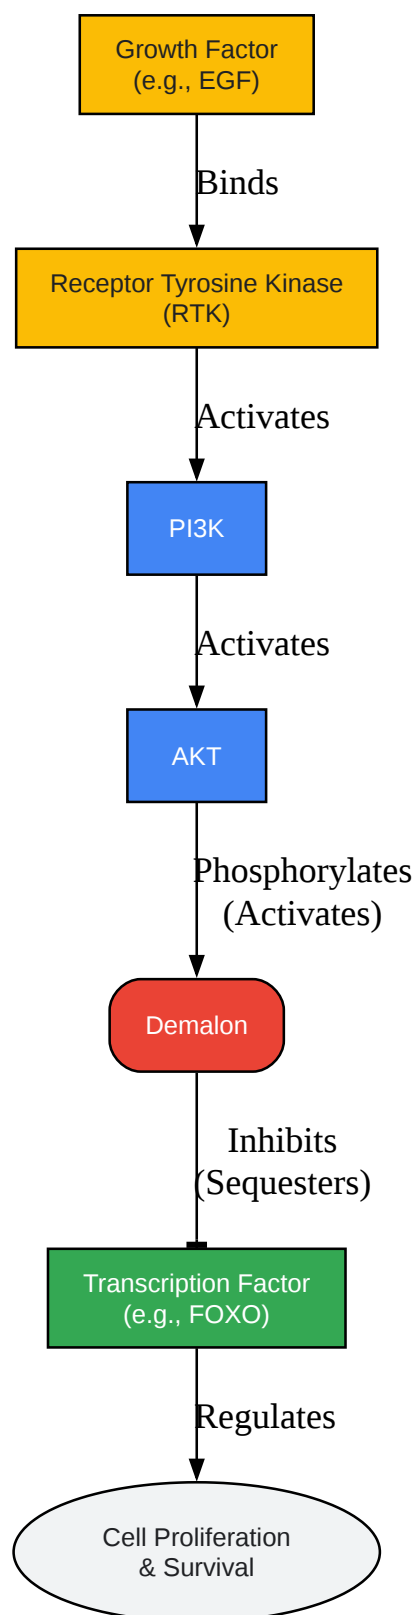 Growth Factor
(e.g., EGF)
Binds
Receptor Tyrosine Kinase
(RTK)
Activates
PI3K
Activates
AKT
Phosphorylates
(Activates)
Demalon
Inhibits
(Sequesters)
Transcription Factor
(e.g., FOXO)
Regulates
Cell Proliferation
& Survival